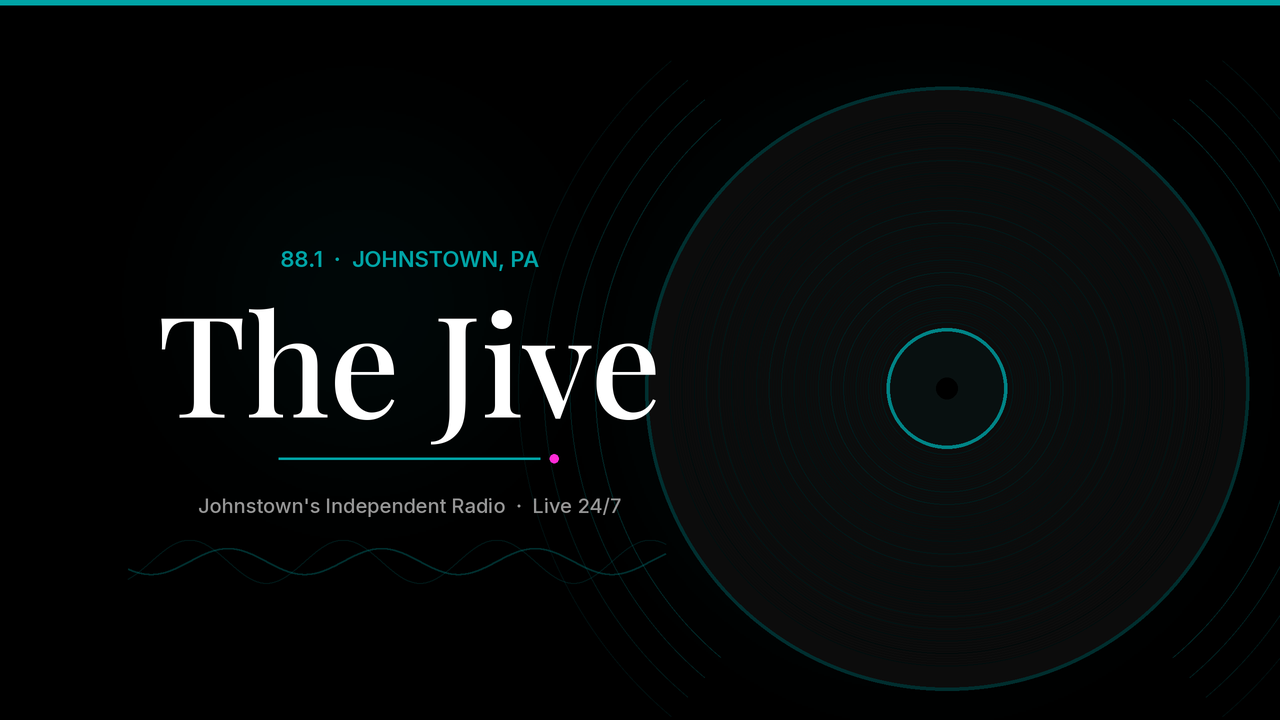 88.1 · JOHNSTOWN, PA
The Jive
Johnstown's Independent Radio · Live 24/7